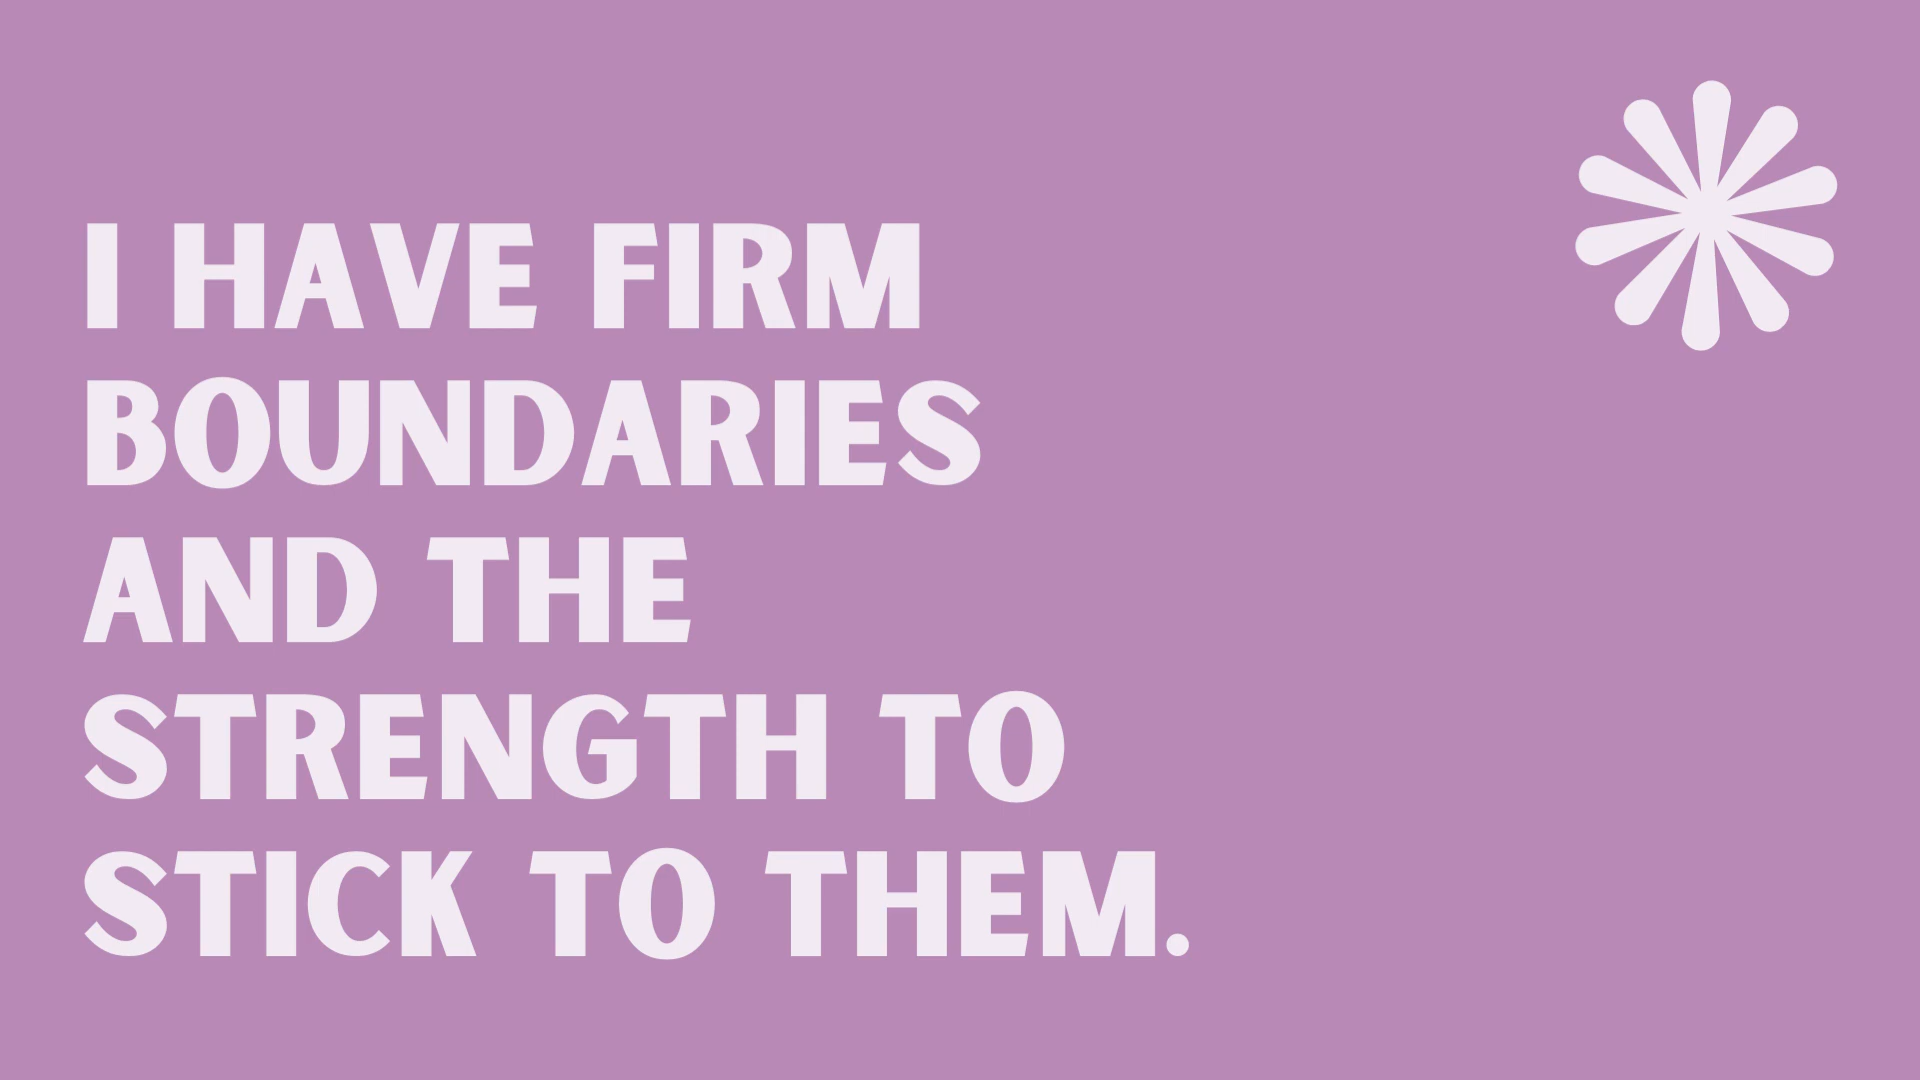 I HAVE FIRM
BOUNDARIES
AND THE
STRENGTH TO
STICK TO THEM.